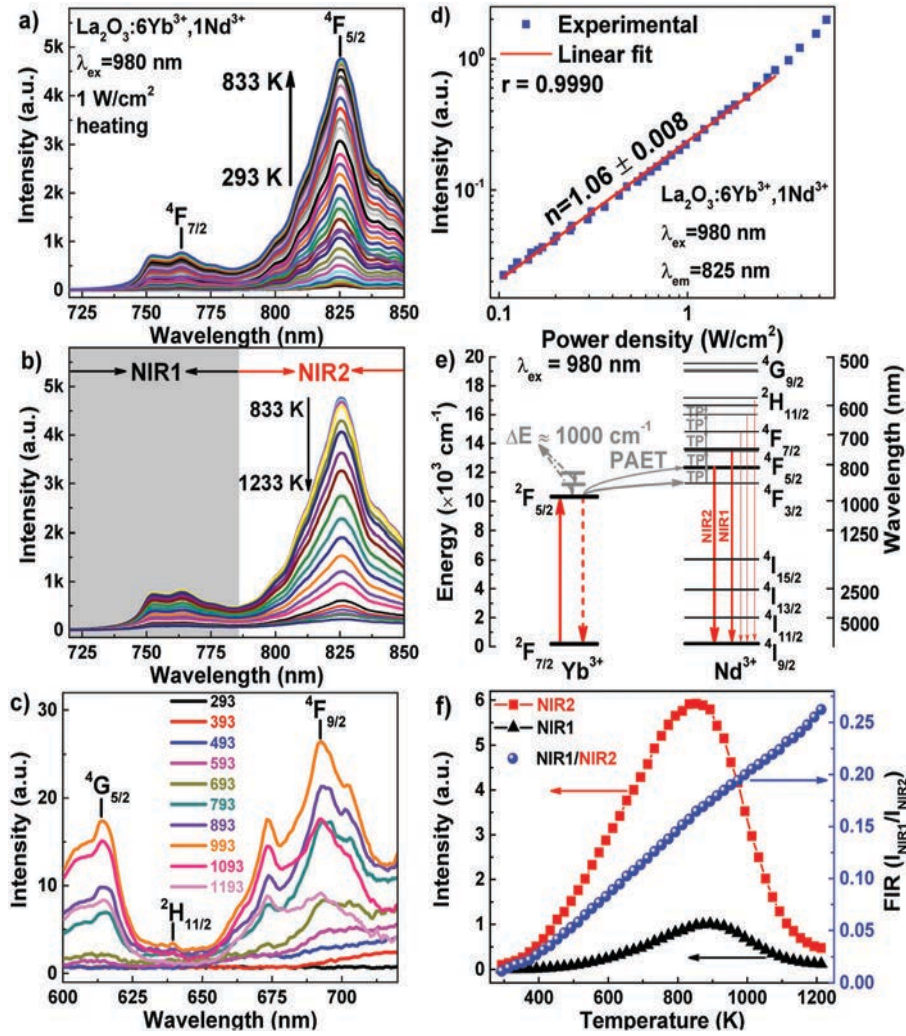 a)
La₂O₃:6Yb³⁺,1Nd³⁺
λex=980 nm
1 W/cm²
heating
⁴F5/2
833 K
293 K
⁴F7/2
5k
4k
3k
2k
1k
0
Intensity (a.u.)
725 750 775 800 825 850
Wavelength (nm)
b)
NIR1
NIR2
833 K
1233 K
5k
4k
3k
2k
1k
0
Intensity (a.u.)
725 750 775 800 825 850
Wavelength (nm)
c)
293
393
493
593
693
793
893
993
1093
1193
⁴G5/2
²H11/2
⁴F9/2
30
20
10
0
Intensity (a.u.)
600 625 650 675 700
Wavelength (nm)
d)
Experimental
Linear fit
r = 0.9990
n=1.06 ± 0.008
La₂O₃:6Yb³⁺,1Nd³⁺
λex=980 nm
λem=825 nm
10⁰
10⁻¹
Intensity (a.u.)
0.1 1
Power density (W/cm²)
e)
λex = 980 nm
ΔE ≈ 1000 cm⁻¹
PAET
TP
TP
TP
TP
NIR2
NIR1
²F5/2
²F7/2
Yb³⁺
Nd³⁺
⁴G9/2
²H11/2
⁴F7/2
⁴F5/2
⁴F3/2
⁴I15/2
⁴I13/2
⁴I11/2
⁴I9/2
20
18
16
14
12
10
8
6
4
2
0
Energy (×10³ cm⁻¹)
500
600
700
800
1000
1250
2500
5000
Wavelength (nm)
f)
NIR2
NIR1
NIR1/NIR2
6
5
4
3
2
1
0
Intensity (a.u.)
0.25
0.20
0.15
0.10
0.05
0.00
FIR (INIR1/INIR2)
400 600 800 1000 1200
Temperature (K)